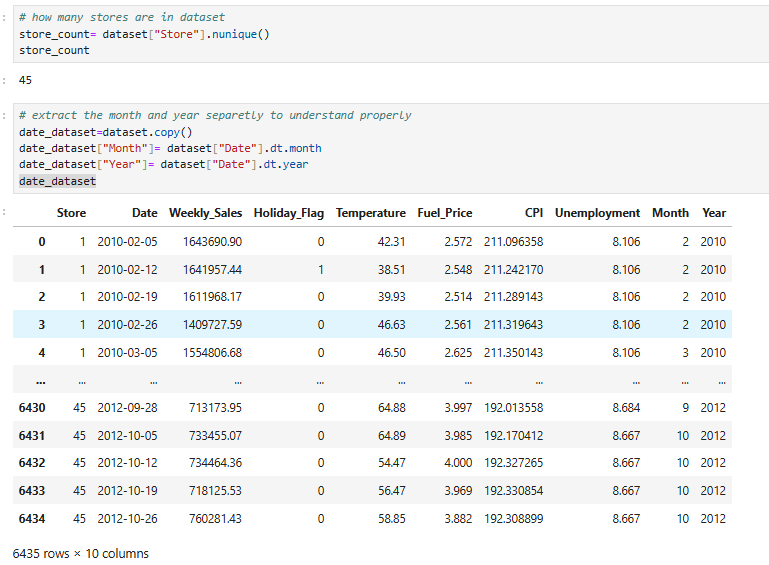 # how many stores are in dataset
store_count= dataset["Store"].nunique()
store_count
45
# extract the month and year separetly to understand properly
date_dataset=dataset.copy()
date_dataset["Month"]= dataset["Date"].dt.month
date_dataset["Year"]= dataset["Date"].dt.year
date_dataset
Store Date Weekly_Sales Holiday_Flag Temperature Fuel_Price CPI Unemployment Month Year
0 1 2010-02-05 1643690.90 0 42.31 2.572 211.096358 8.106 2 2010
1 1 2010-02-12 1641957.44 1 38.51 2.548 211.242170 8.106 2 2010
2 1 2010-02-19 1611968.17 0 39.93 2.514 211.289143 8.106 2 2010
3 1 2010-02-26 1409727.59 0 46.63 2.561 211.319643 8.106 2 2010
4 1 2010-03-05 1554806.68 0 46.50 2.625 211.350143 8.106 3 2010
... ... ... ... ... ... ... ... ... ... ...
6430 45 2012-09-28 713173.95 0 64.88 3.997 192.013558 8.684 9 2012
6431 45 2012-10-05 733455.07 0 64.89 3.985 192.170412 8.667 10 2012
6432 45 2012-10-12 734464.36 0 54.47 4.000 192.327265 8.667 10 2012
6433 45 2012-10-19 718125.53 0 56.47 3.969 192.330854 8.667 10 2012
6434 45 2012-10-26 760281.43 0 58.85 3.882 192.308899 8.667 10 2012
6435 rows × 10 columns